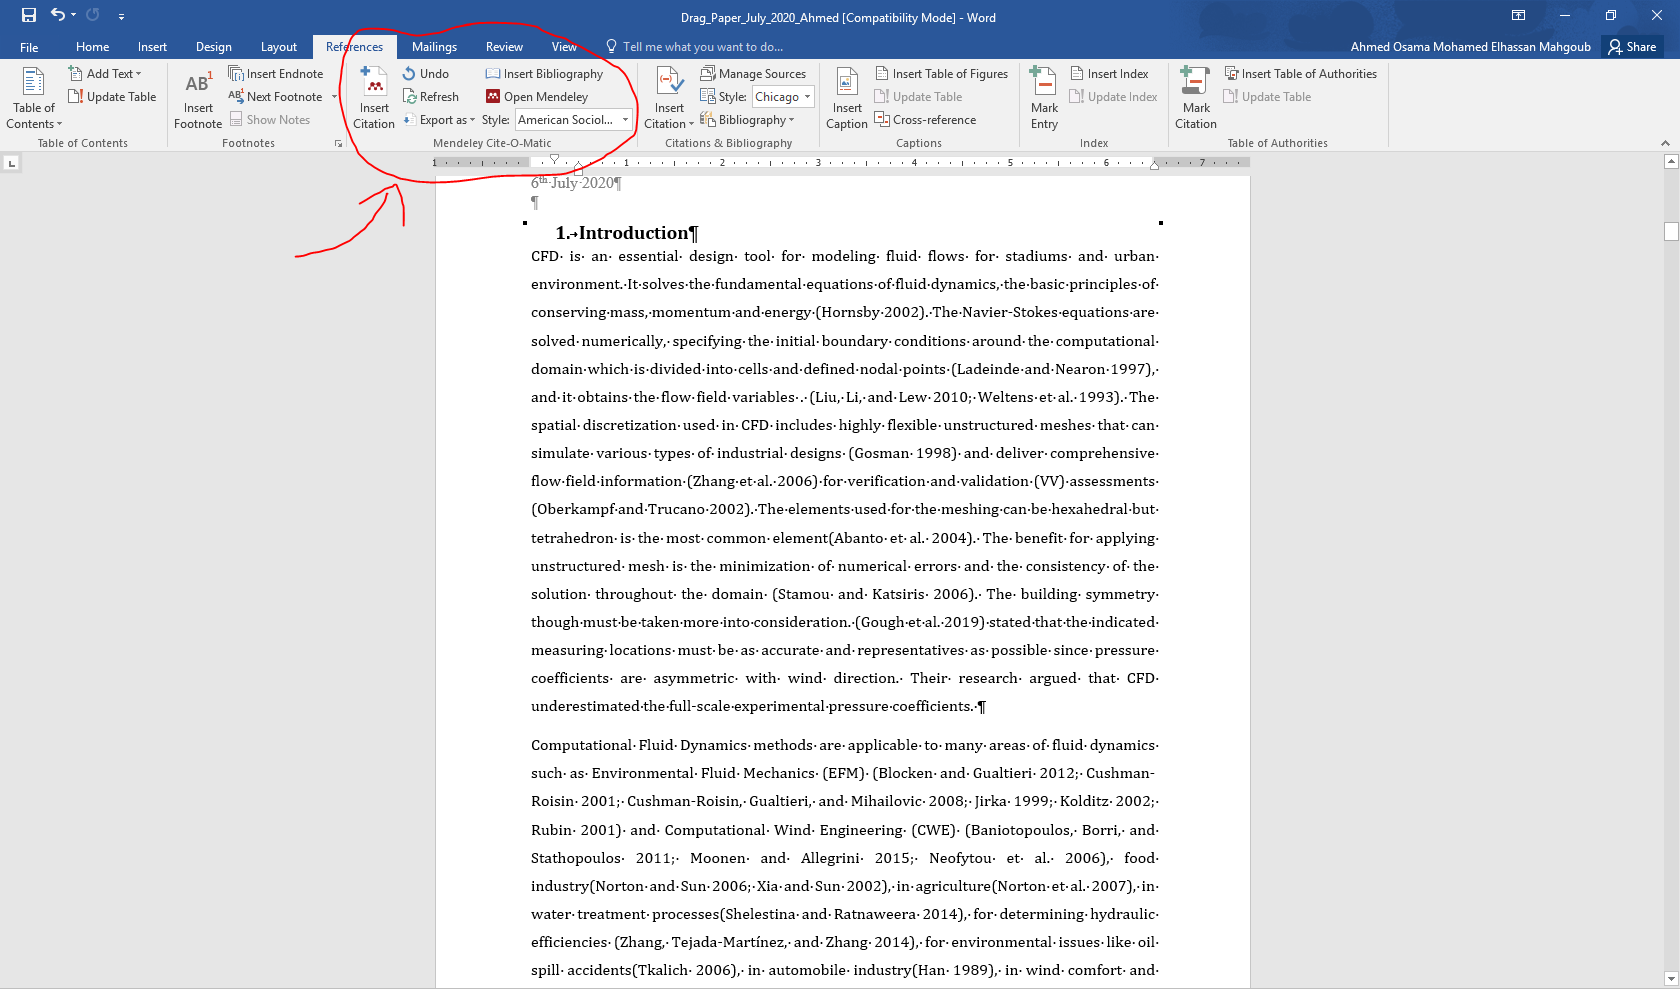 Drag_Paper_July_2020_Ahmed [Compatibility Mode] - Word
File Home Insert Design Layout References Mailings Review View Tell me what you want to do... Ahmed Osama Mohamed Elhassan Mahgoub Share
Table of Contents
Add Text
Update Table
Table of Contents
AB1
Insert Footnote
Insert Endnote
Next Footnote
Show Notes
Footnotes
Insert Citation
Undo
Refresh
Export as
Insert Bibliography
Open Mendeley
Style: American Sociol...
Mendeley Cite-O-Matic
Insert Citation
Manage Sources
Style: Chicago
Bibliography
Citations & Bibliography
Insert Caption
Insert Table of Figures
Update Table
Cross-reference
Captions
Mark Entry
Insert Index
Update Index
Index
Mark Citation
Insert Table of Authorities
Update Table
Table of Authorities
1 1 2 3 4 5 6 7
6th July 2020¶
¶
1.→Introduction¶
CFD is an essential design tool for modeling fluid flows for stadiums and urban
environment. It solves the fundamental equations of fluid dynamics, the basic principles of
conserving mass, momentum and energy (Hornsby 2002). The Navier-Stokes equations are
solved numerically, specifying the initial boundary conditions around the computational
domain which is divided into cells and defined nodal points (Ladeinde and Nearon 1997),
and it obtains the flow field variables . (Liu, Li, and Lew 2010; Weltens et al. 1993). The
spatial discretization used in CFD includes highly flexible unstructured meshes that can
simulate various types of industrial designs (Gosman 1998) and deliver comprehensive
flow field information (Zhang et al. 2006) for verification and validation (VV) assessments
(Oberkampf and Trucano 2002). The elements used for the meshing can be hexahedral but
tetrahedron is the most common element(Abanto et al. 2004). The benefit for applying
unstructured mesh is the minimization of numerical errors and the consistency of the
solution throughout the domain (Stamou and Katsiris 2006). The building symmetry
though must be taken more into consideration. (Gough et al. 2019) stated that the indicated
measuring locations must be as accurate and representatives as possible since pressure
coefficients are asymmetric with wind direction. Their research argued that CFD
underestimated the full-scale experimental pressure coefficients. ¶
Computational Fluid Dynamics methods are applicable to many areas of fluid dynamics
such as Environmental Fluid Mechanics (EFM) (Blocken and Gualtieri 2012; Cushman-
Roisin 2001; Cushman-Roisin, Gualtieri, and Mihailovic 2008; Jirka 1999; Kolditz 2002;
Rubin 2001) and Computational Wind Engineering (CWE) (Baniotopoulos, Borri, and
Stathopoulos 2011; Moonen and Allegrini 2015; Neofytou et al. 2006), food
industry(Norton and Sun 2006; Xia and Sun 2002), in agriculture(Norton et al. 2007), in
water treatment processes(Shelestina and Ratnaweera 2014), for determining hydraulic
efficiencies (Zhang, Tejada-Martínez, and Zhang 2014), for environmental issues like oil
spill accidents(Tkalich 2006), in automobile industry(Han 1989), in wind comfort and